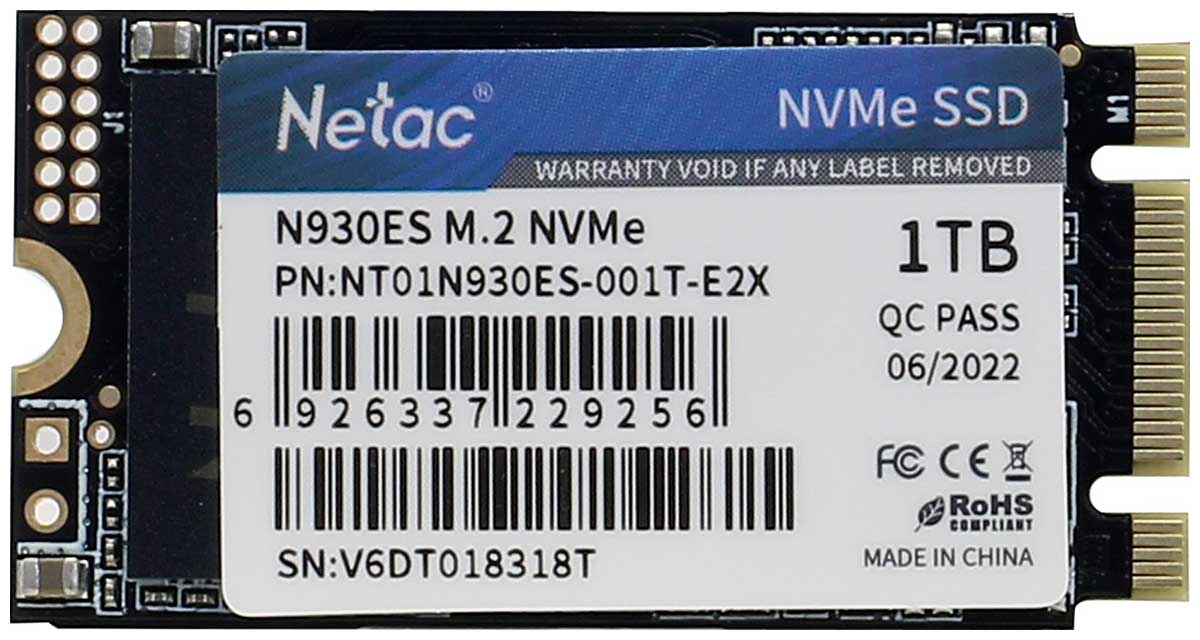 J1
M1
Netac®
NVMe SSD
WARRANTY VOID IF ANY LABEL REMOVED
N930ES M.2 NVMe
1TB
PN:NT01N930ES-001T-E2X
QC PASS
06/2022
6 926337 229256
FC CE
RoHS
COMPLIANT
SN:V6DT018318T
MADE IN CHINA